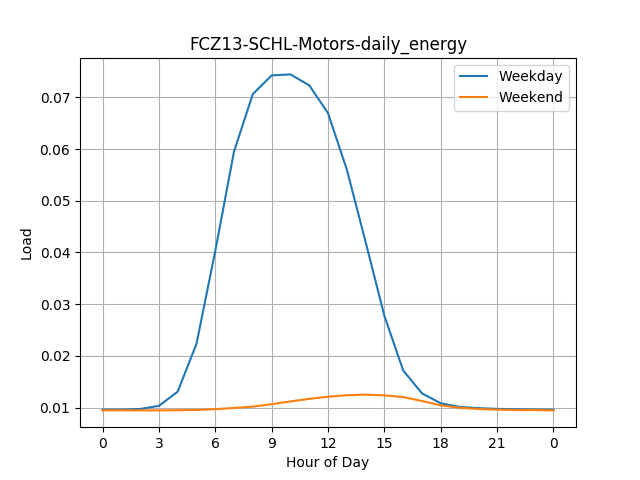 FCZ13-SCHL-Motors-daily_energy
Weekday
Weekend
Load
0.07
0.06
0.05
0.04
0.03
0.02
0.01
0 3 6 9 12 15 18 21 0
Hour of Day